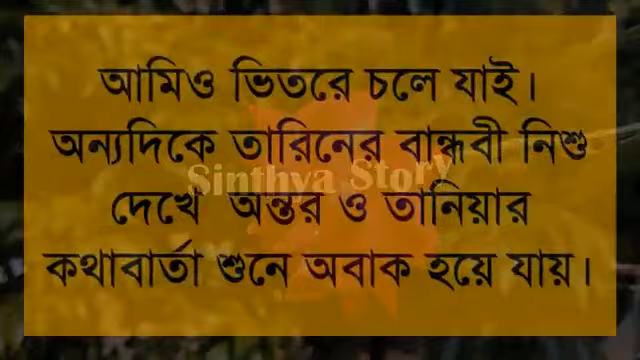 আমিও ভিতরে চলে যাই।
অন্যদিকে তারিনের বান্ধবী নিশু
Sinthya Story
দেখে অন্তর ও তানিয়ার
কথাবার্তা শুনে অবাক হয়ে যায়।